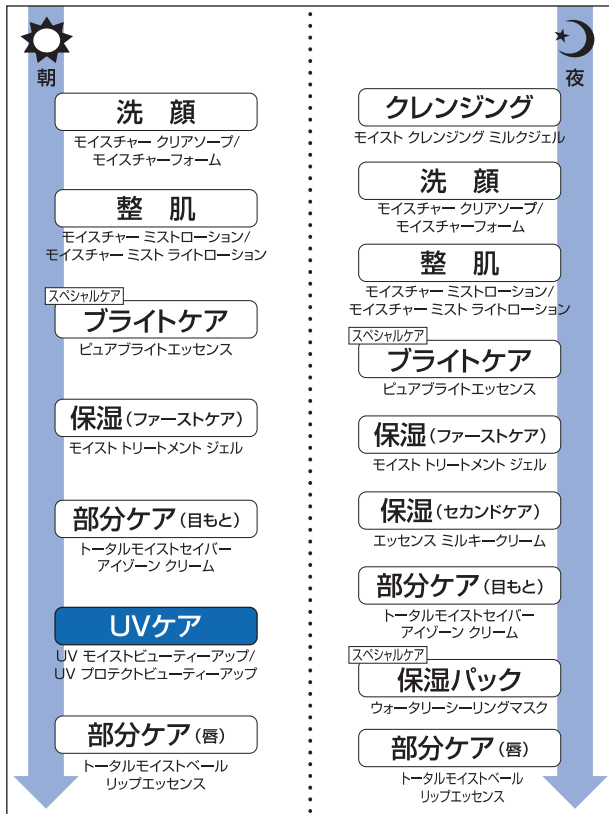 朝
洗 顔
モイスチャー クリアソープ/
モイスチャーフォーム
整 肌
モイスチャー ミストローション/
モイスチャー ミスト ライトローション
スペシャルケア
ブライトケア
ピュアブライトエッセンス
保湿(ファーストケア)
モイスト トリートメント ジェル
部分ケア(目もと)
トータルモイストセイバー
アイゾーン クリーム
UVケア
UV モイストビューティーアップ/
UV プロテクトビューティーアップ
部分ケア(唇)
トータルモイストベール
リップエッセンス
夜
クレンジング
モイスト クレンジング ミルクジェル
洗 顔
モイスチャー クリアソープ/
モイスチャーフォーム
整 肌
モイスチャー ミストローション/
モイスチャー ミスト ライトローション
スペシャルケア
ブライトケア
ピュアブライトエッセンス
保湿(ファーストケア)
モイスト トリートメント ジェル
保湿(セカンドケア)
エッセンス ミルキークリーム
部分ケア(目もと)
トータルモイストセイバー
アイゾーン クリーム
スペシャルケア
保湿パック
ウォータリーシーリングマスク
部分ケア(唇)
トータルモイストベール
リップエッセンス